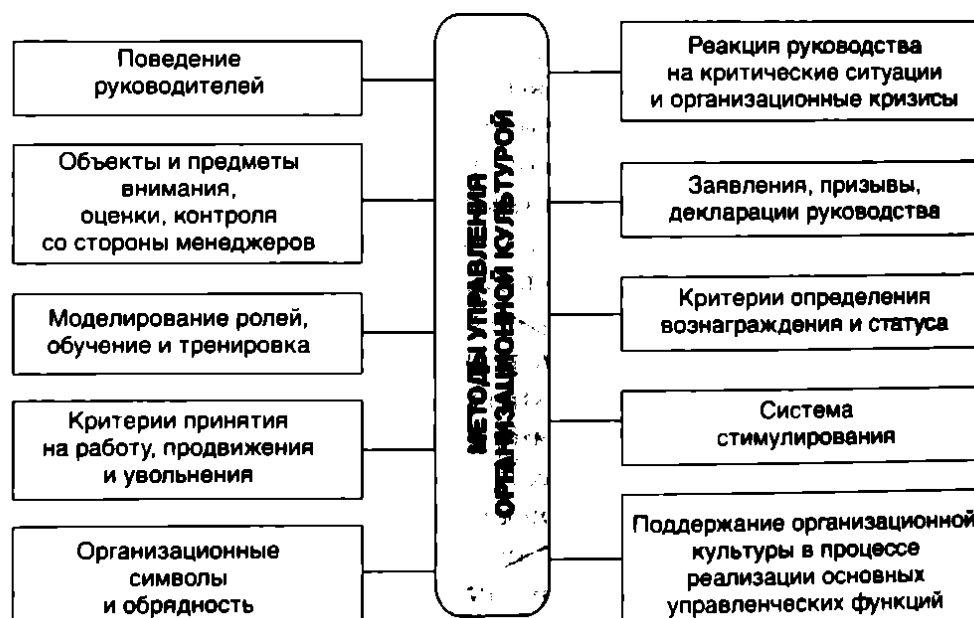 Поведение
руководителей
Объекты и предметы
внимания,
оценки, контроля
со стороны менеджеров
Моделирование ролей,
обучение и тренировка
Критерии принятия
на работу, продвижения
и увольнения
Организационные
символы
и обрядность
МЕТОДЫ УПРАВЛЕНИЯ
ОРГАНИЗАЦИОННОЙ КУЛЬТУРОЙ
Реакция руководства
на критические ситуации
и организационные кризисы
Заявления, призывы,
декларации руководства
Критерии определения
вознаграждения и статуса
Система
стимулирования
Поддержание организационной
культуры в процессе
реализации основных
управленческих функций